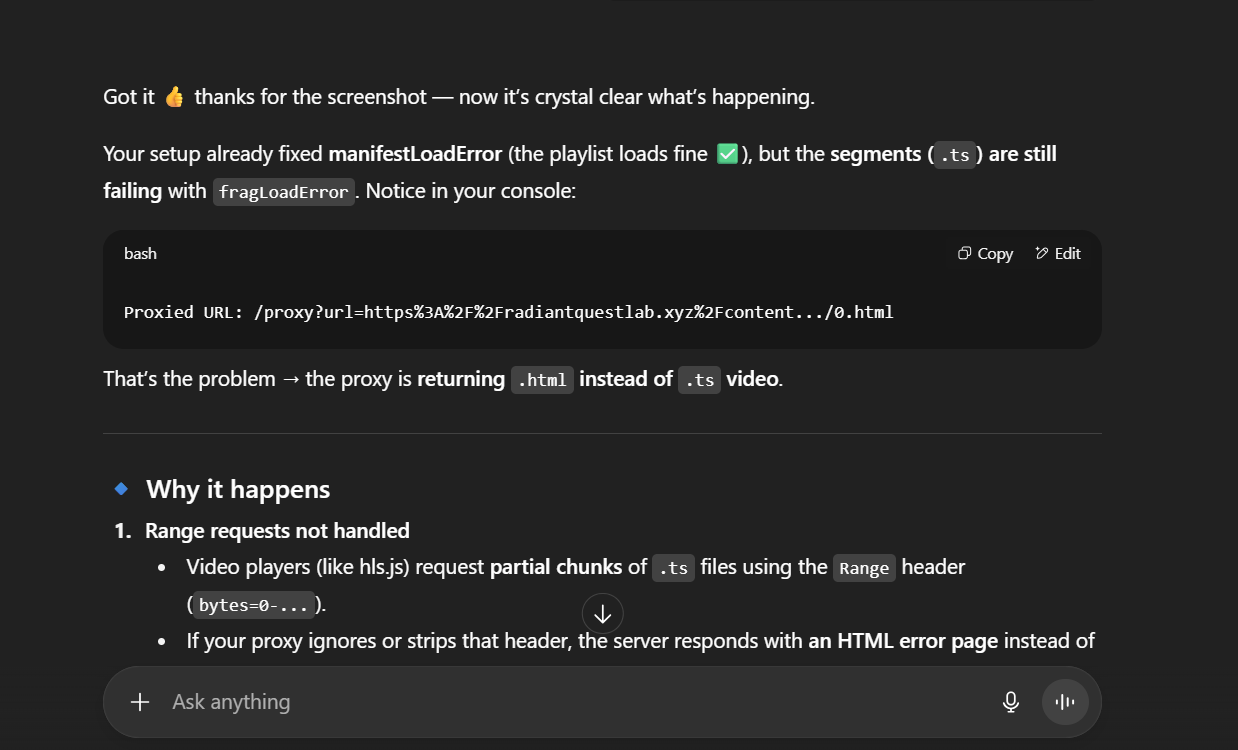 Got it 👍 thanks for the screenshot — now it’s crystal clear what’s happening.
Your setup already fixed manifestLoadError (the playlist loads fine ✅), but the segments (.ts) are still
failing with fragLoadError. Notice in your console:
bash
Copy
Edit
Proxied URL: /proxy?url=https%3A%2F%2Fradiantquestlab.xyz%2Fcontent.../0.html
That’s the problem → the proxy is returning .html instead of .ts video.
🔹 Why it happens
1. Range requests not handled
• Video players (like hls.js) request partial chunks of .ts files using the Range header
(bytes=0-...).
• If your proxy ignores or strips that header, the server responds with an HTML error page instead of
Ask anything